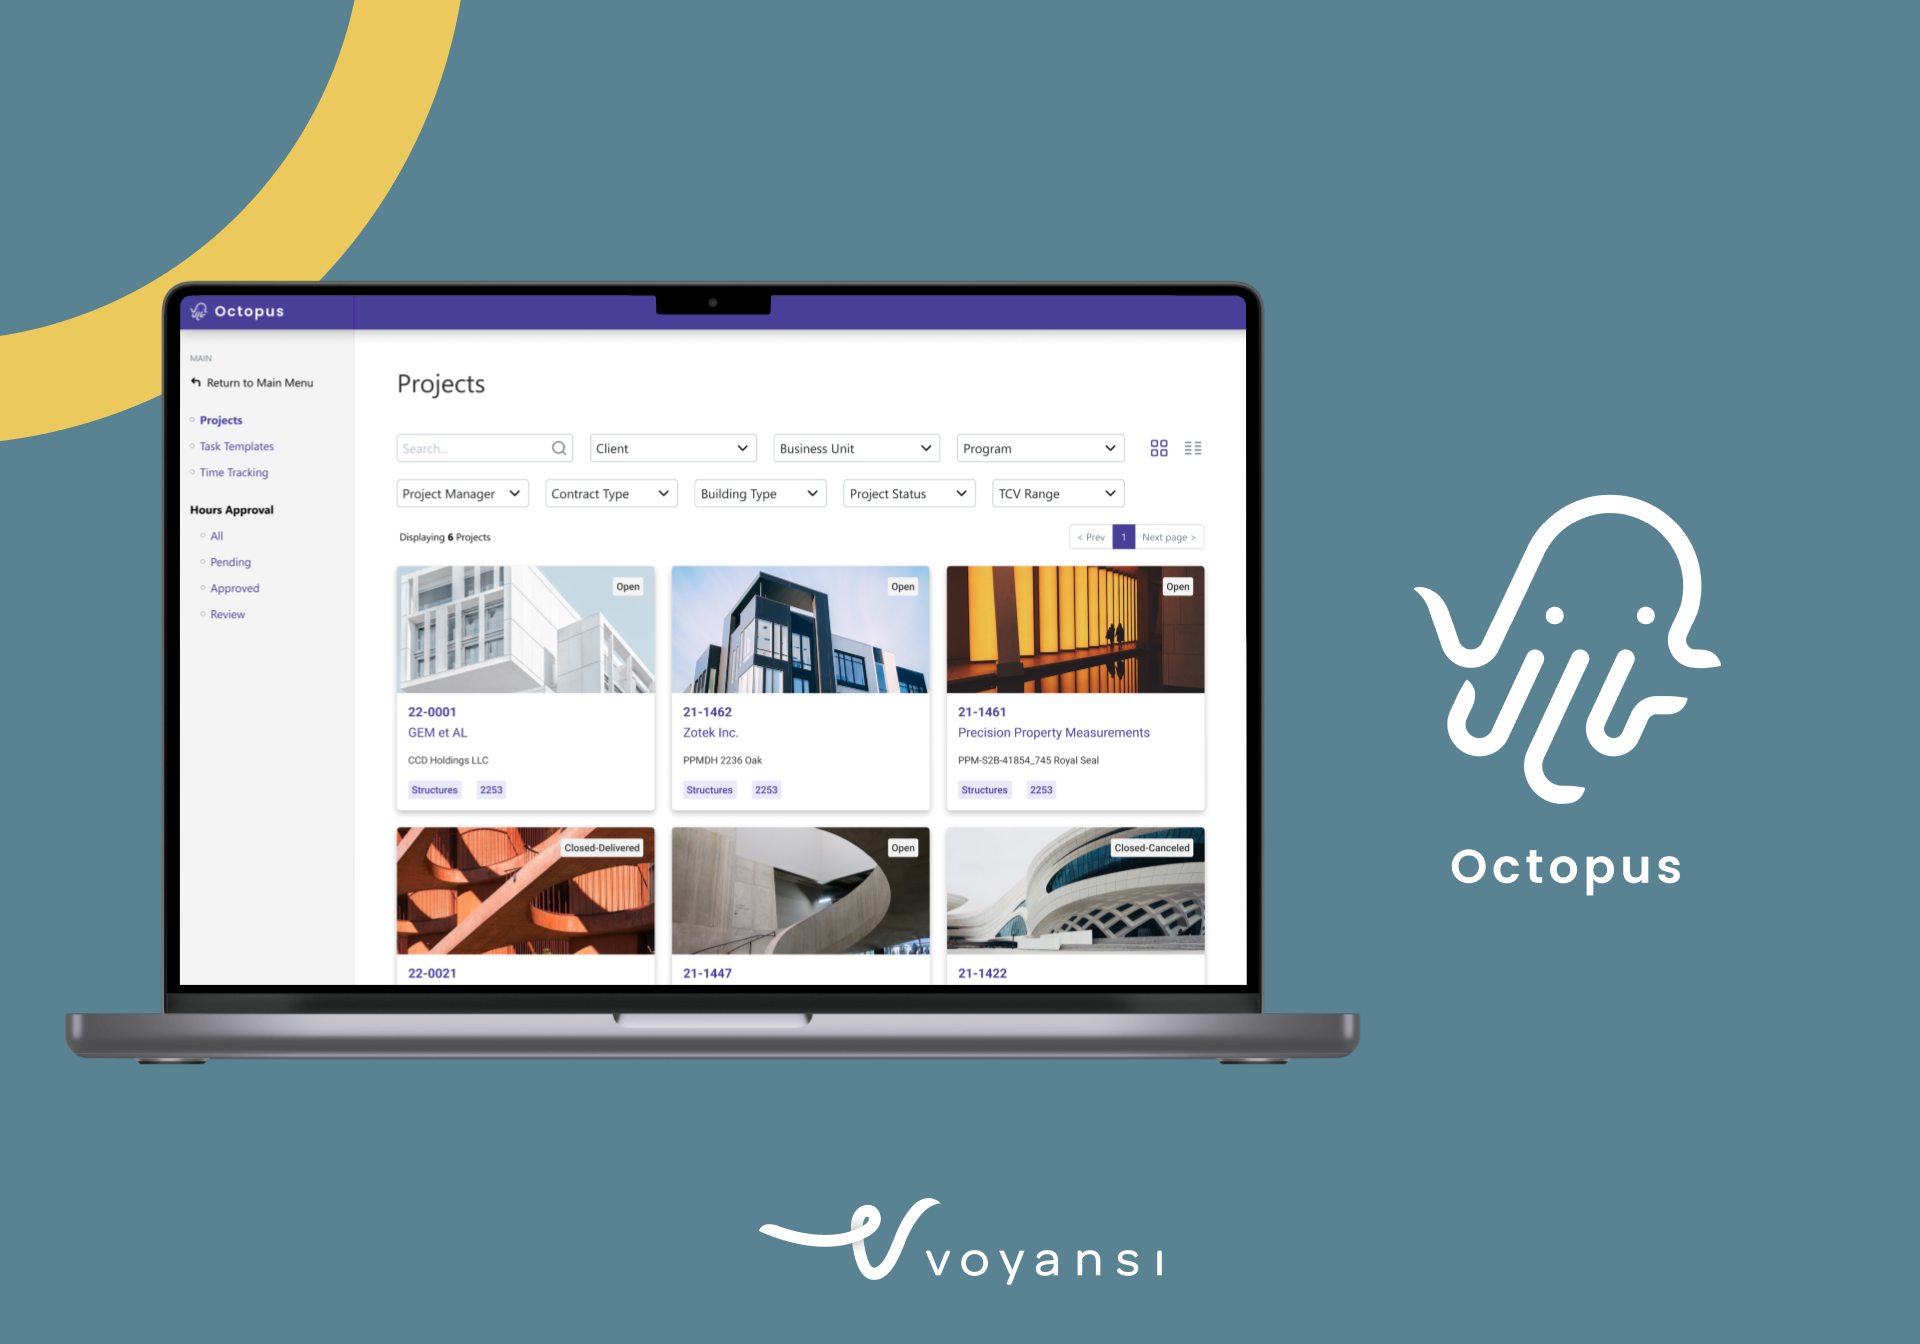 Octopus
MAIN
Return to Main Menu
Projects
Task Templates
Time Tracking
Hours Approval
All
Pending
Approved
Review
Projects
Search...
Client
Business Unit
Program
Project Manager
Contract Type
Building Type
Project Status
TCV Range
Displaying 6 Projects
< Prev 1 Next page >
Open
22-0001
GEM et AL
CCD Holdings LLC
Structures 2253
Open
21-1462
Zotek Inc.
PPMDH 2236 Oak
Structures 2253
Open
21-1461
Precision Property Measurements
PPM-S2B-41854_745 Royal Seal
Structures 2253
Closed-Delivered
22-0021
Open
21-1447
Closed-Canceled
21-1422
Octopus
voyansi